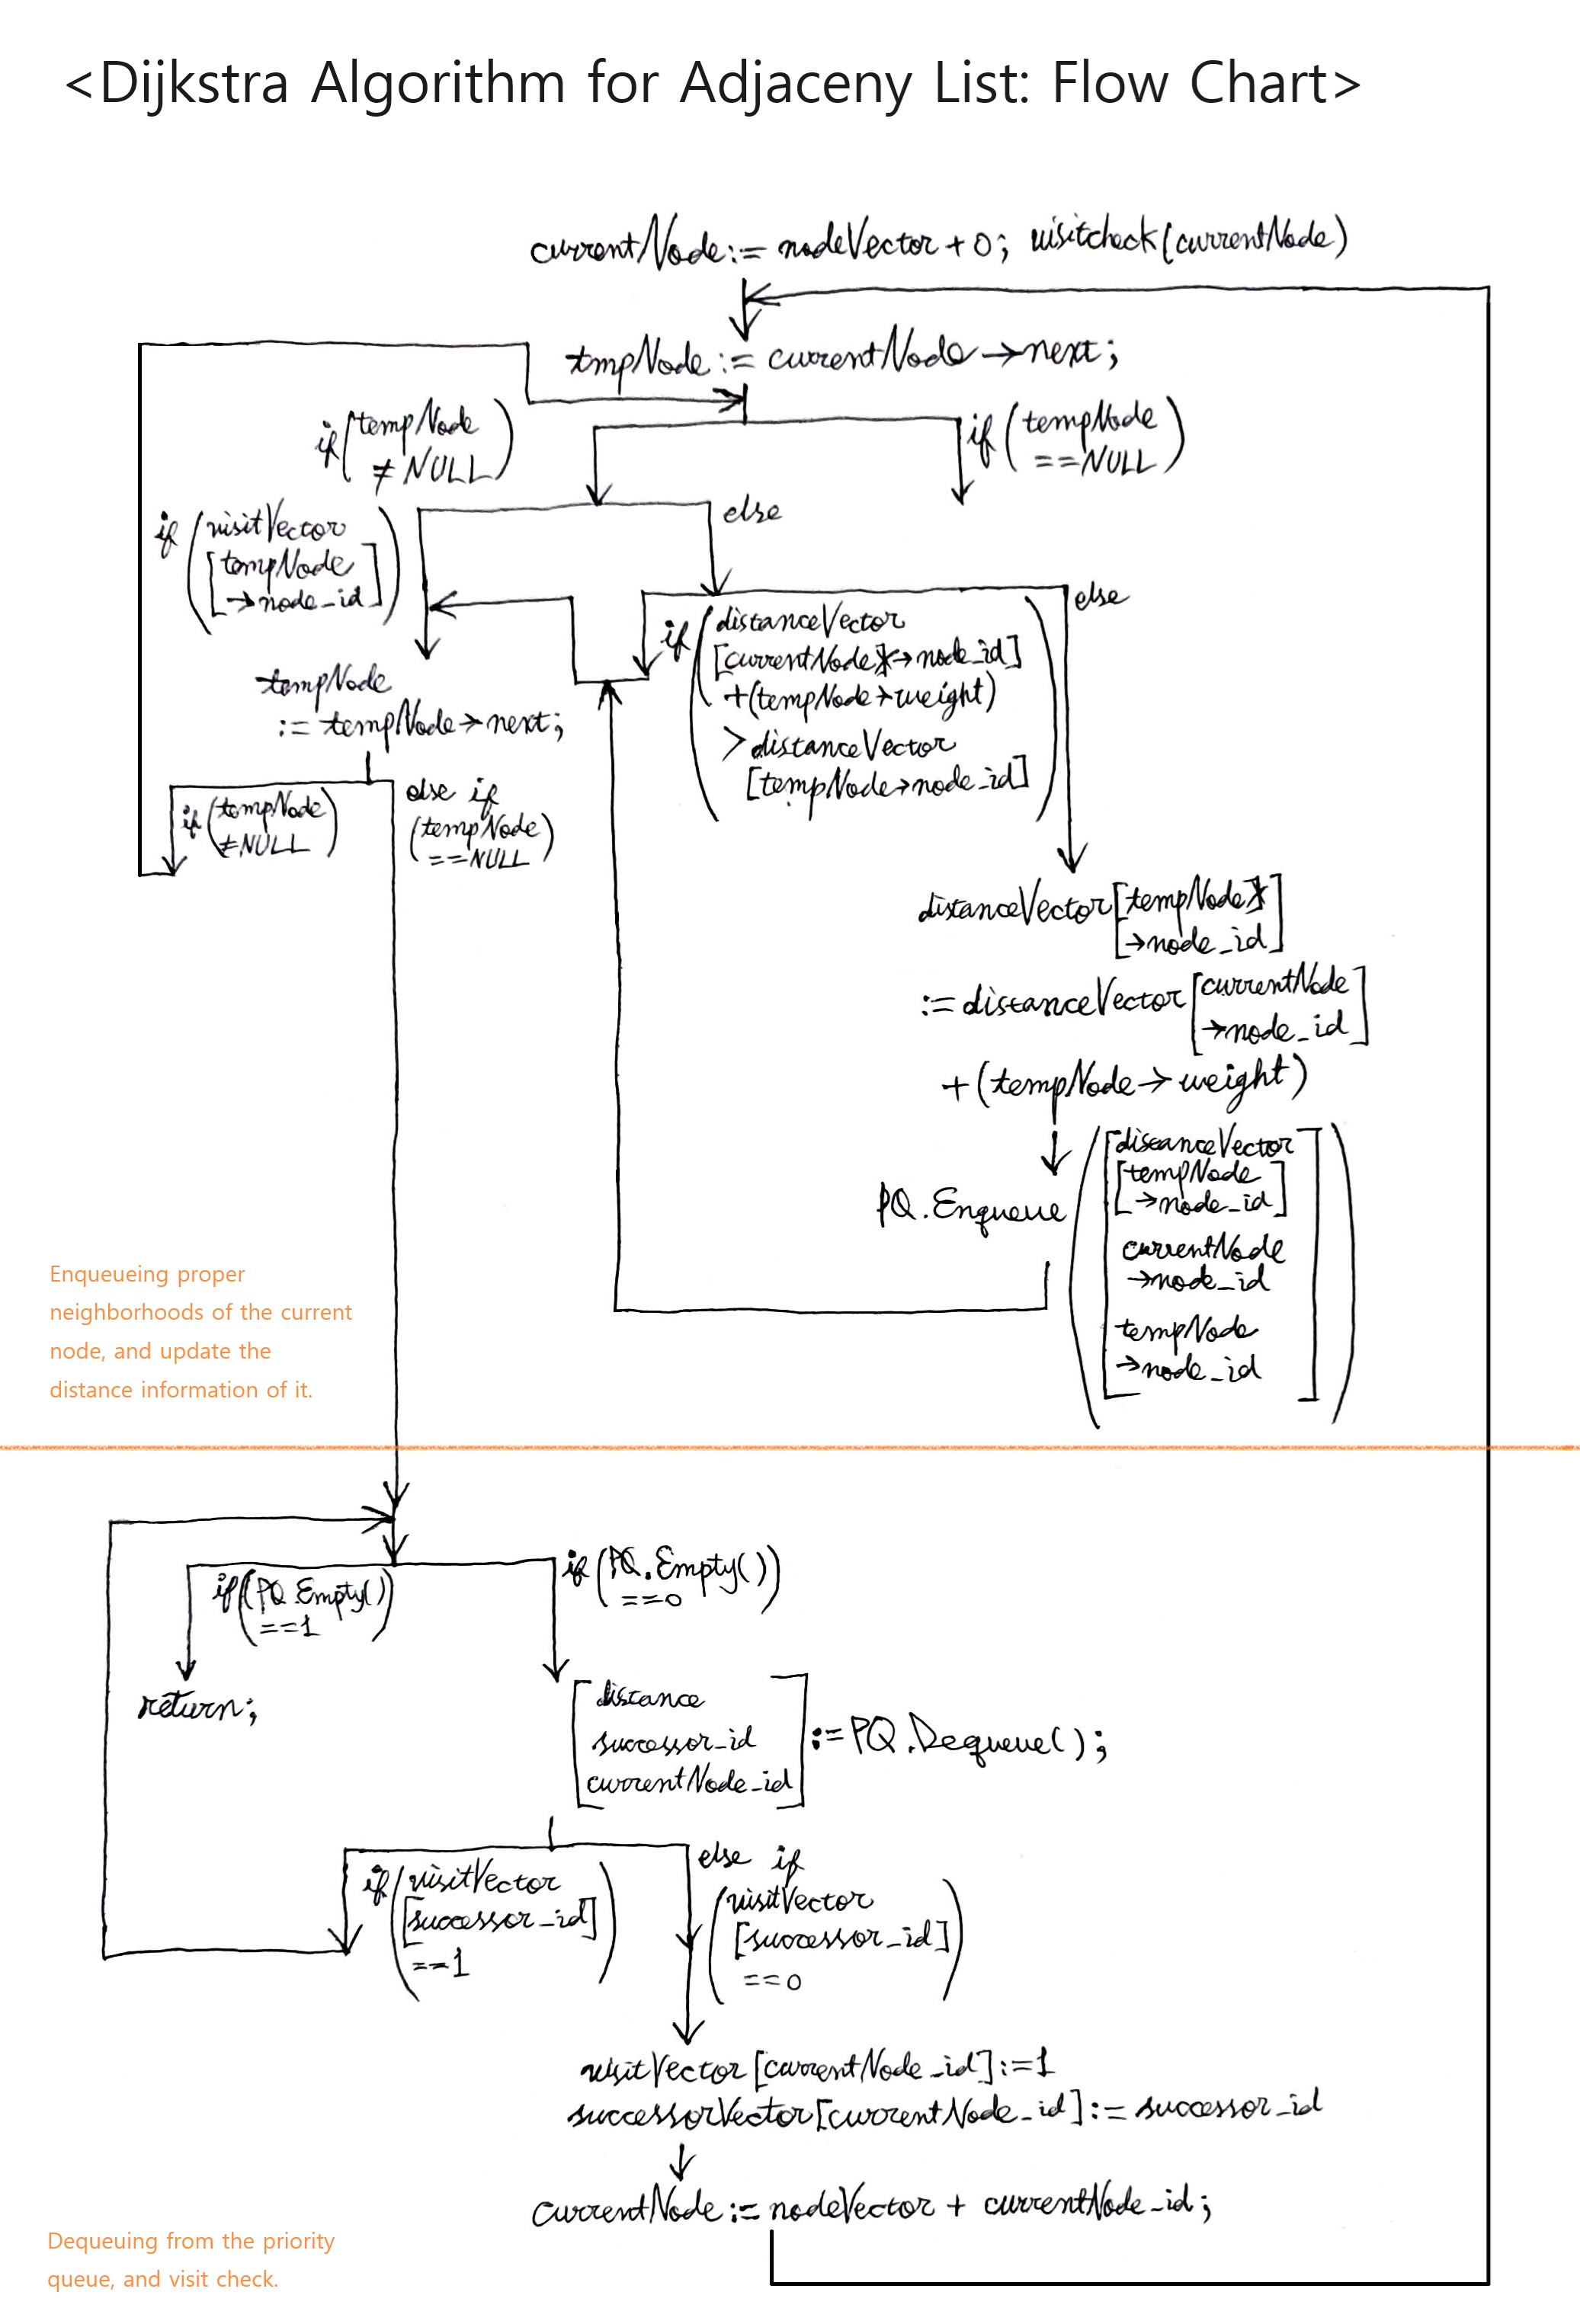 <Dijkstra Algorithm for Adjaceny List: Flow Chart>
currentNode:= nodeVector + 0; visitcheck(currentNode)
tmpNode := currentNode→next;
if(tempNode
≠ NULL)
if (tempNode
==NULL)
if (visitVector
[tempNode
→node_id])
else
else
if (distanceVector
[currentNode→node_id]
+(tempNode→weight)
>distanceVector
[tempNode→node_id])
tempNode
:= tempNode→next;
if (tempNode
≠NULL)
else if
(tempNode
==NULL)
distanceVector[tempNode
→node_id]
:= distanceVector[currentNode
→node_id]
+(tempNode→weight)
PQ.Enqueue([distanceVector
[tempNode
→node_id]
currentNode
→node_id
tempNode
→node_id])
Enqueueing proper
neighborhoods of the current
node, and update the
distance information of it.
if(PQ.Empty()
==1)
if (PQ.Empty()
==0)
return;
[distance
successor_id
currentNode_id] :=PQ.Dequeue();
if(visitVector
[successor_id]
==1)
else if
(visitVector
[successor_id]
==0)
visitVector[currentNode_id]:=1
successorVector[currentNode_id]:= successor_id
currentNode:= nodeVector + currentNode_id;
Dequeuing from the priority
queue, and visit check.